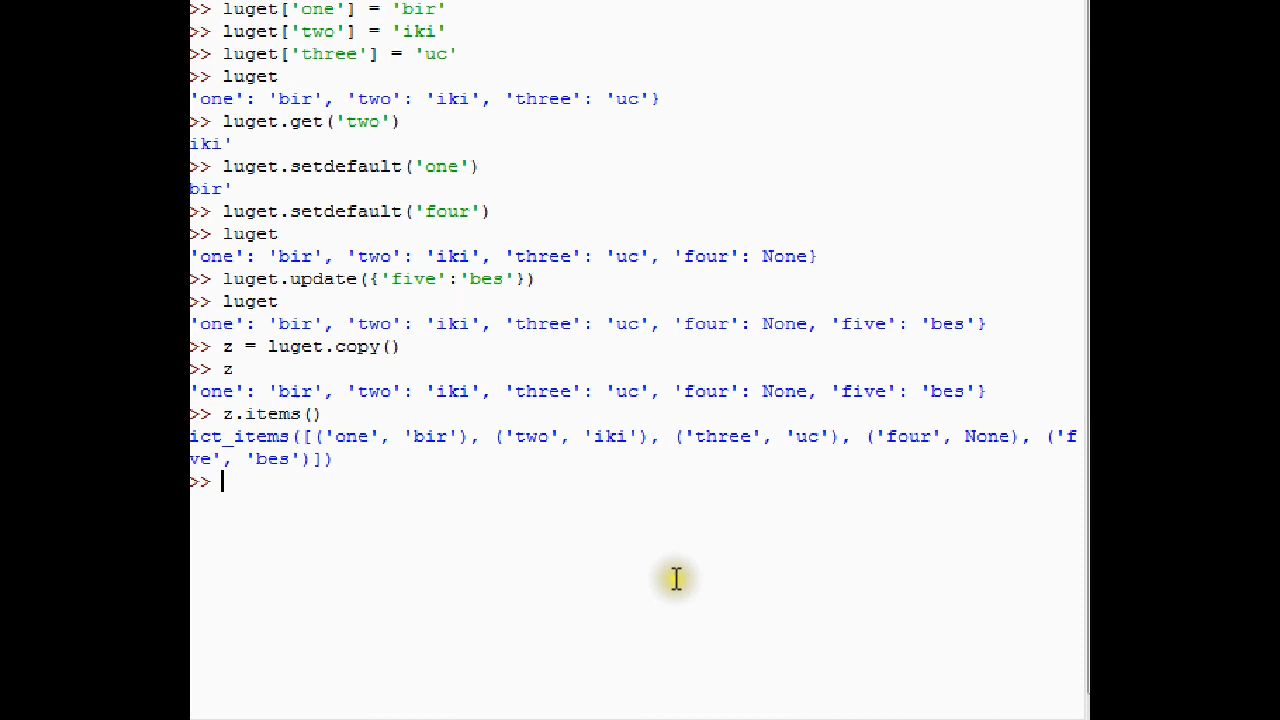 >> luget['one'] = 'bir'
>> luget['two'] = 'iki'
>> luget['three'] = 'uc'
>> luget
'one': 'bir', 'two': 'iki', 'three': 'uc'}
>> luget.get('two')
iki'
>> luget.setdefault('one')
bir'
>> luget.setdefault('four')
>> luget
'one': 'bir', 'two': 'iki', 'three': 'uc', 'four': None}
>> luget.update({'five':'bes'})
>> luget
'one': 'bir', 'two': 'iki', 'three': 'uc', 'four': None, 'five': 'bes'}
>> z = luget.copy()
>> z
'one': 'bir', 'two': 'iki', 'three': 'uc', 'four': None, 'five': 'bes'}
>> z.items()
ict_items([('one', 'bir'), ('two', 'iki'), ('three', 'uc'), ('four', None), ('f
ve', 'bes')])
>>